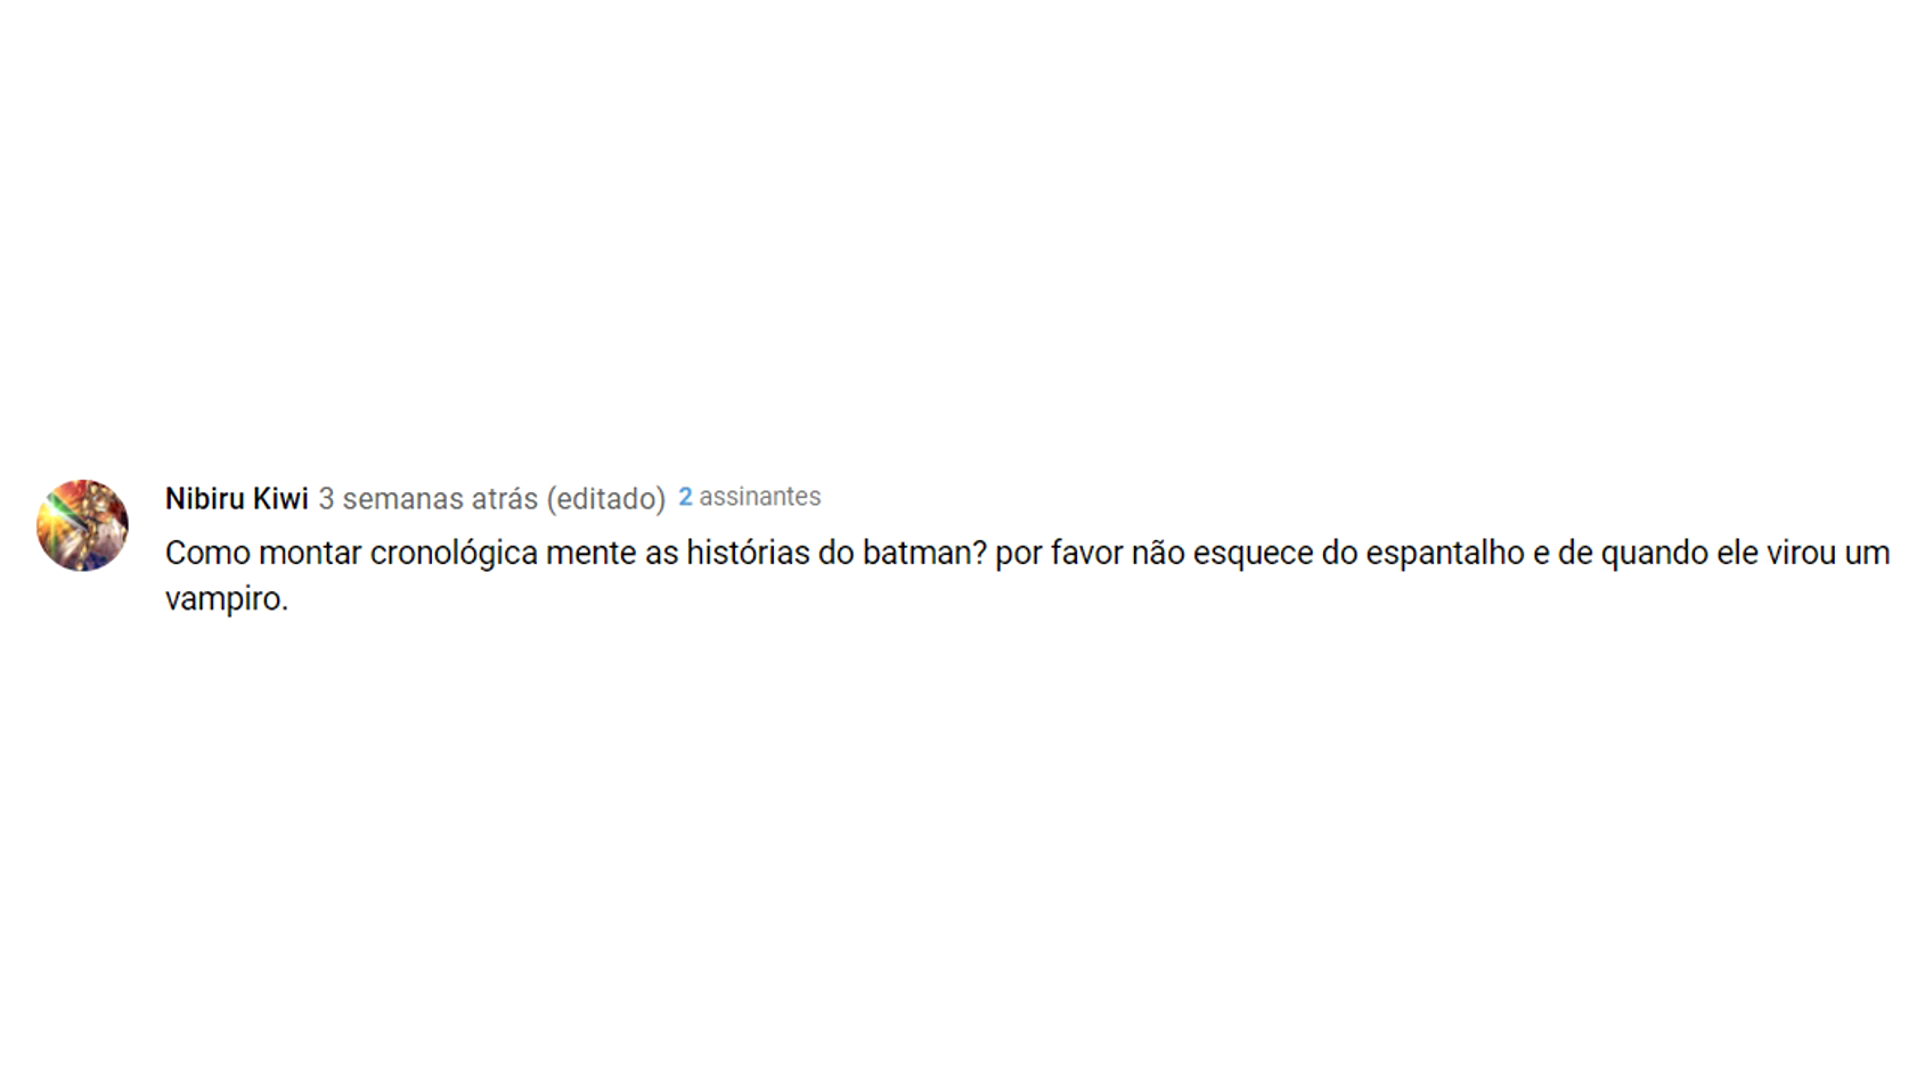 Nibiru Kiwi 3 semanas atrás (editado) 2 assinantes
Como montar cronológica mente as histórias do batman? por favor não esquece do espantalho e de quando ele virou um
vampiro.